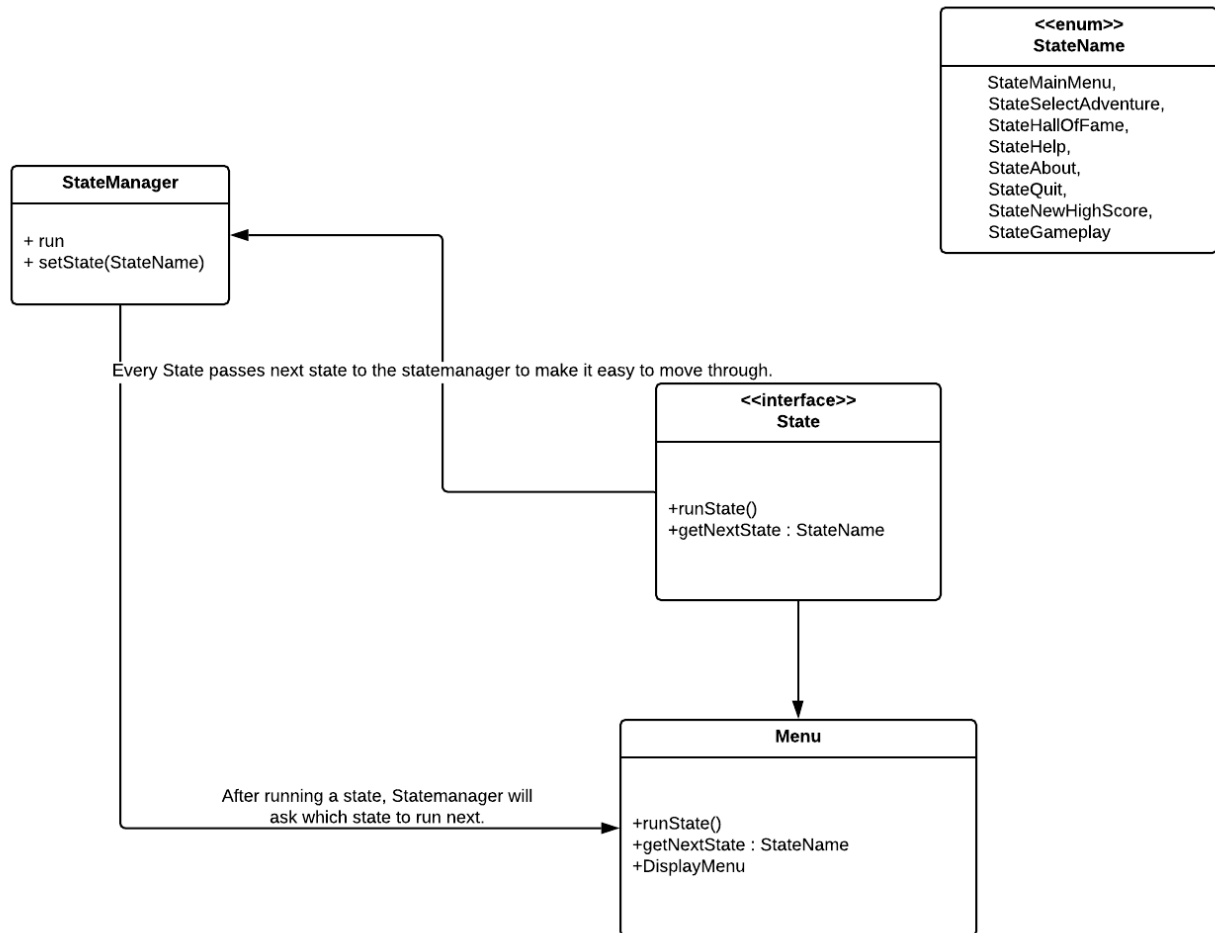 <<enum>>
StateName
StateMainMenu,
StateSelectAdventure,
StateHallOfFame,
StateHelp,
StateAbout,
StateQuit,
StateNewHighScore,
StateGameplay
StateManager
+ run
+ setState(StateName)
Every State passes next state to the statemanager to make it easy to move through.
<<interface>>
State
+runState()
+getNextState : StateName
Menu
After running a state, Statemanager will
ask which state to run next.
+runState()
+getNextState : StateName
+DisplayMenu